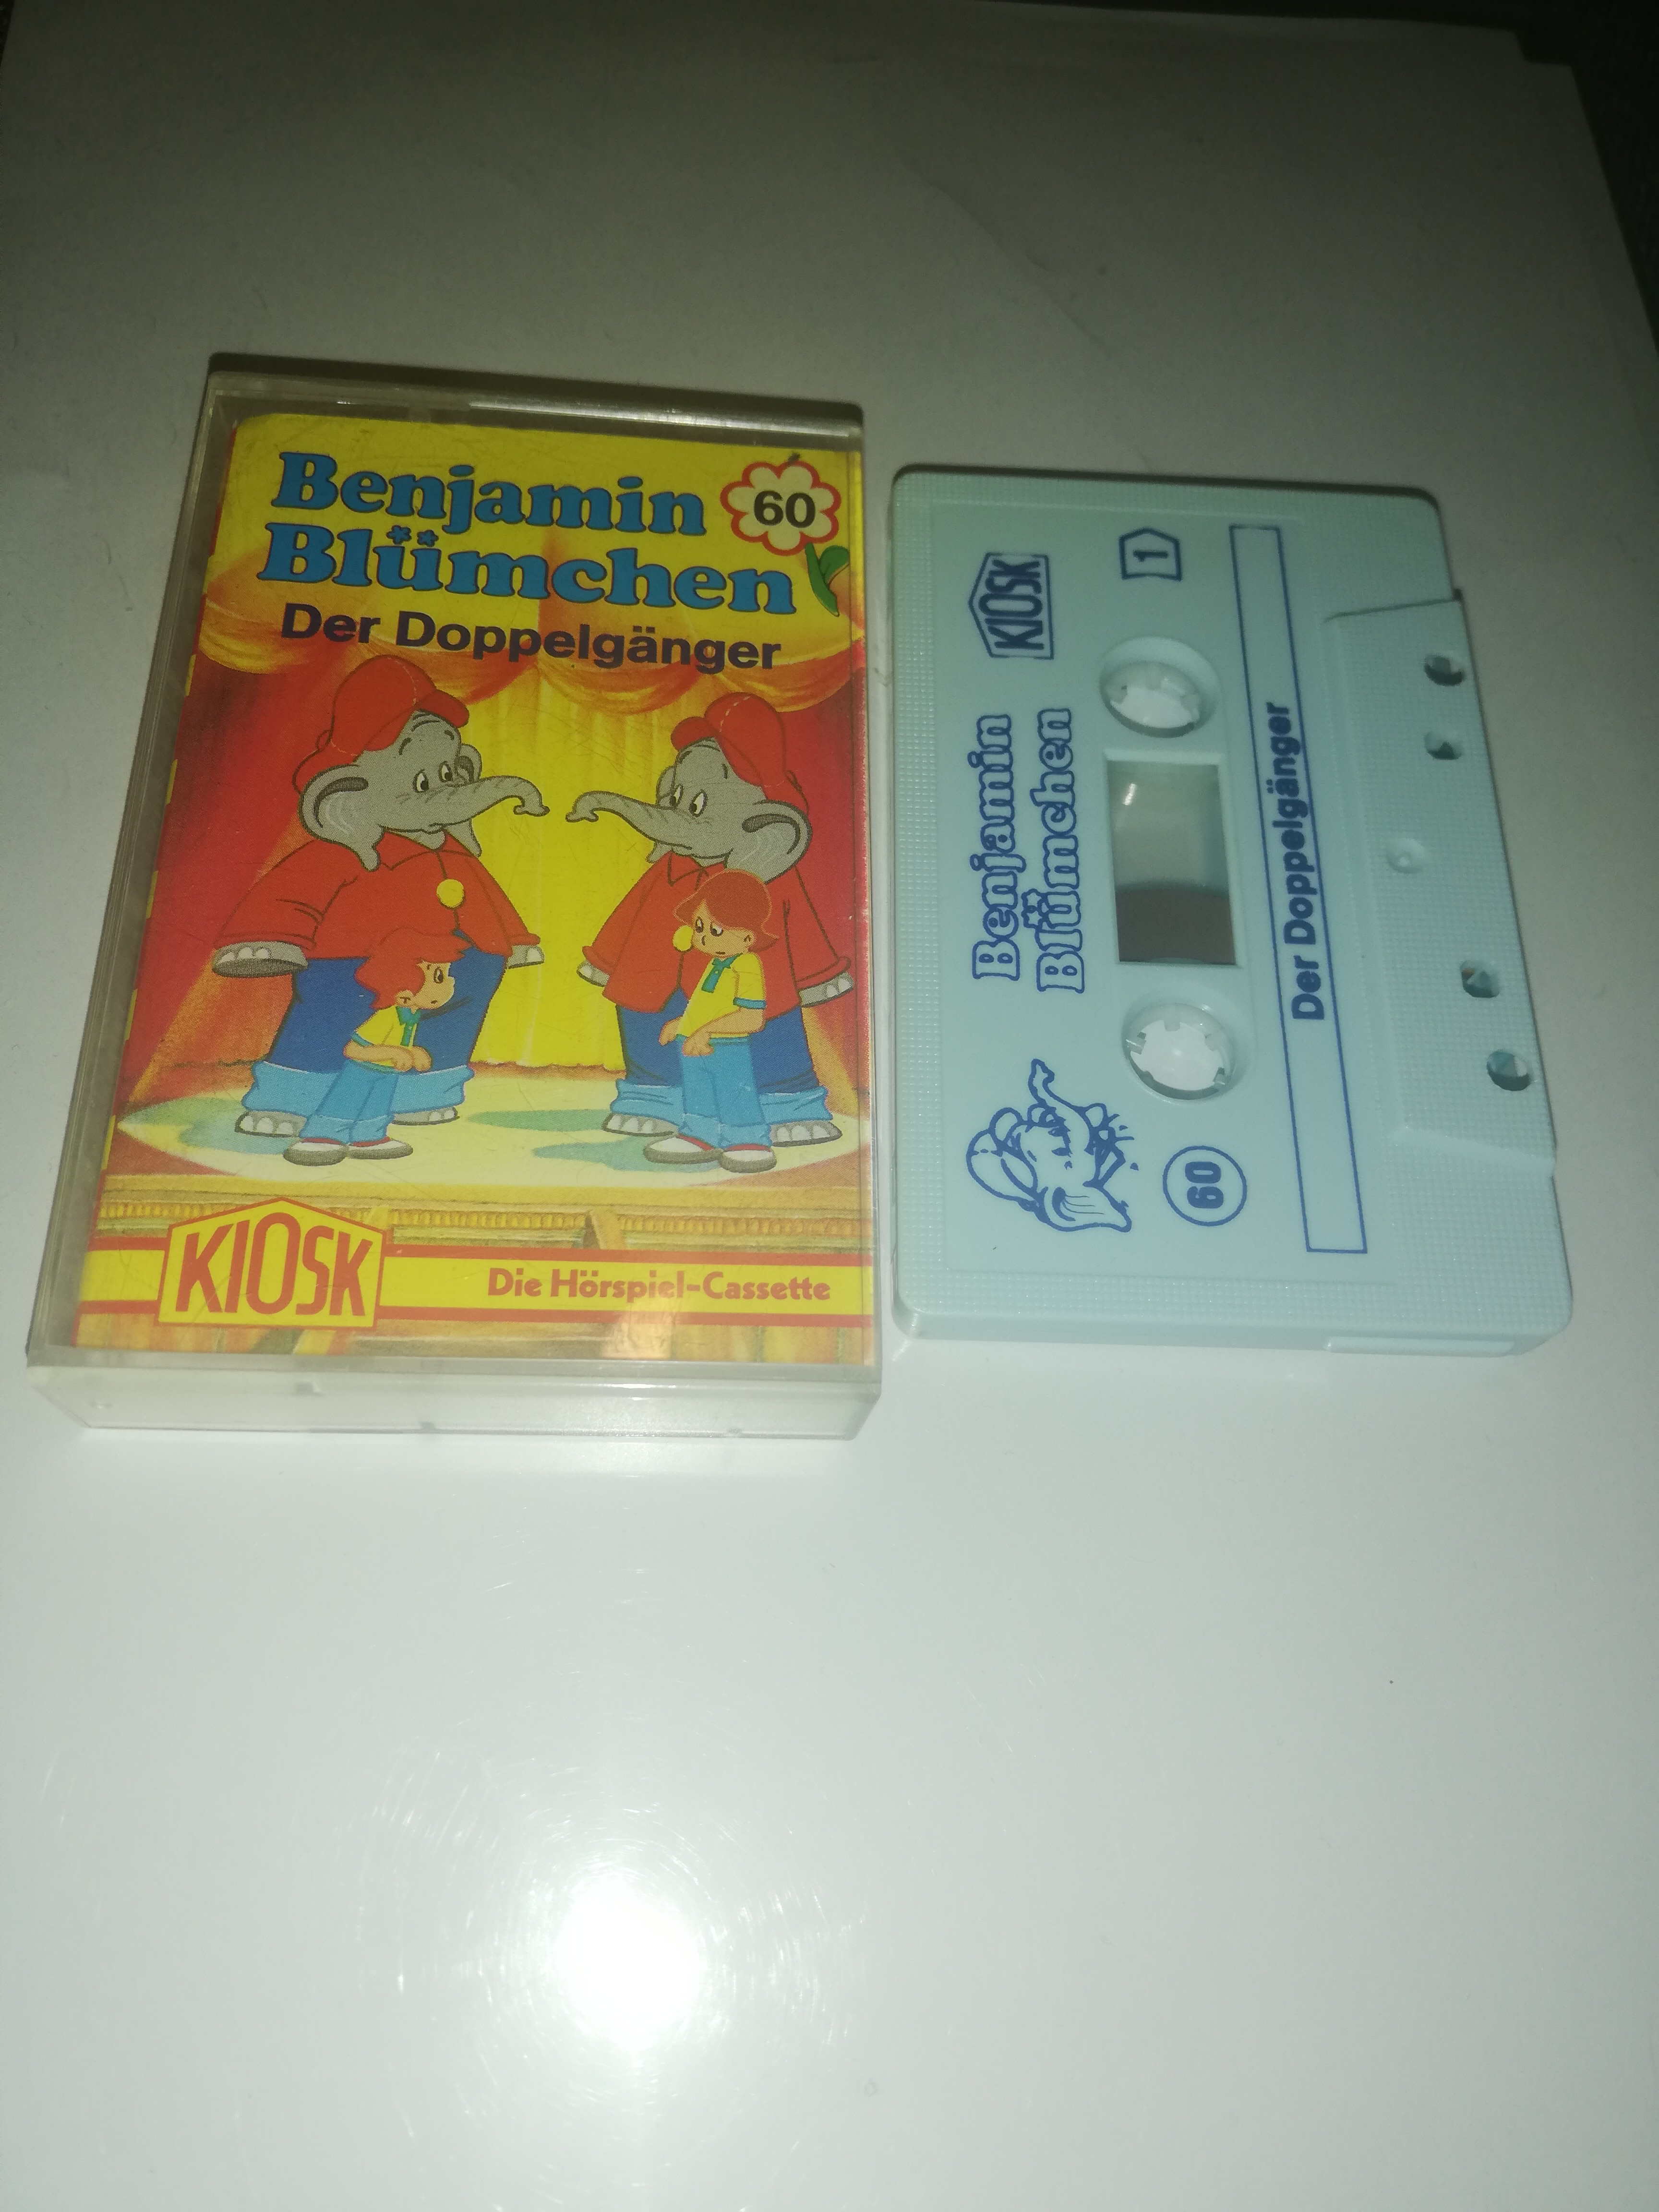 Benjamin
Blümchen
60
Der Doppelgänger
KIOSK
Die Hörspiel-Cassette
KIOSK
1
Benjamin
Blümchen
60
Der Doppelgänger